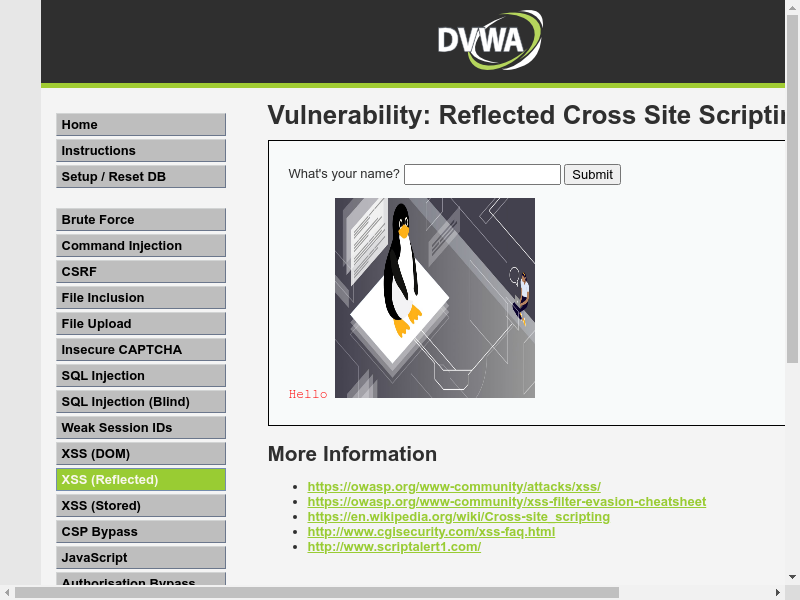 DVWA
Vulnerability: Reflected Cross Site Scriptin
Home
Instructions
Setup / Reset DB
Brute Force
Command Injection
CSRF
File Inclusion
File Upload
Insecure CAPTCHA
SQL Injection
SQL Injection (Blind)
Weak Session IDs
XSS (DOM)
XSS (Reflected)
XSS (Stored)
CSP Bypass
JavaScript
Authorisation Bypass
What's your name? Submit
Hello
More Information
https://owasp.org/www-community/attacks/xss/
https://owasp.org/www-community/xss-filter-evasion-cheatsheet
https://en.wikipedia.org/wiki/Cross-site_scripting
http://www.cgisecurity.com/xss-faq.html
http://www.scriptalert1.com/